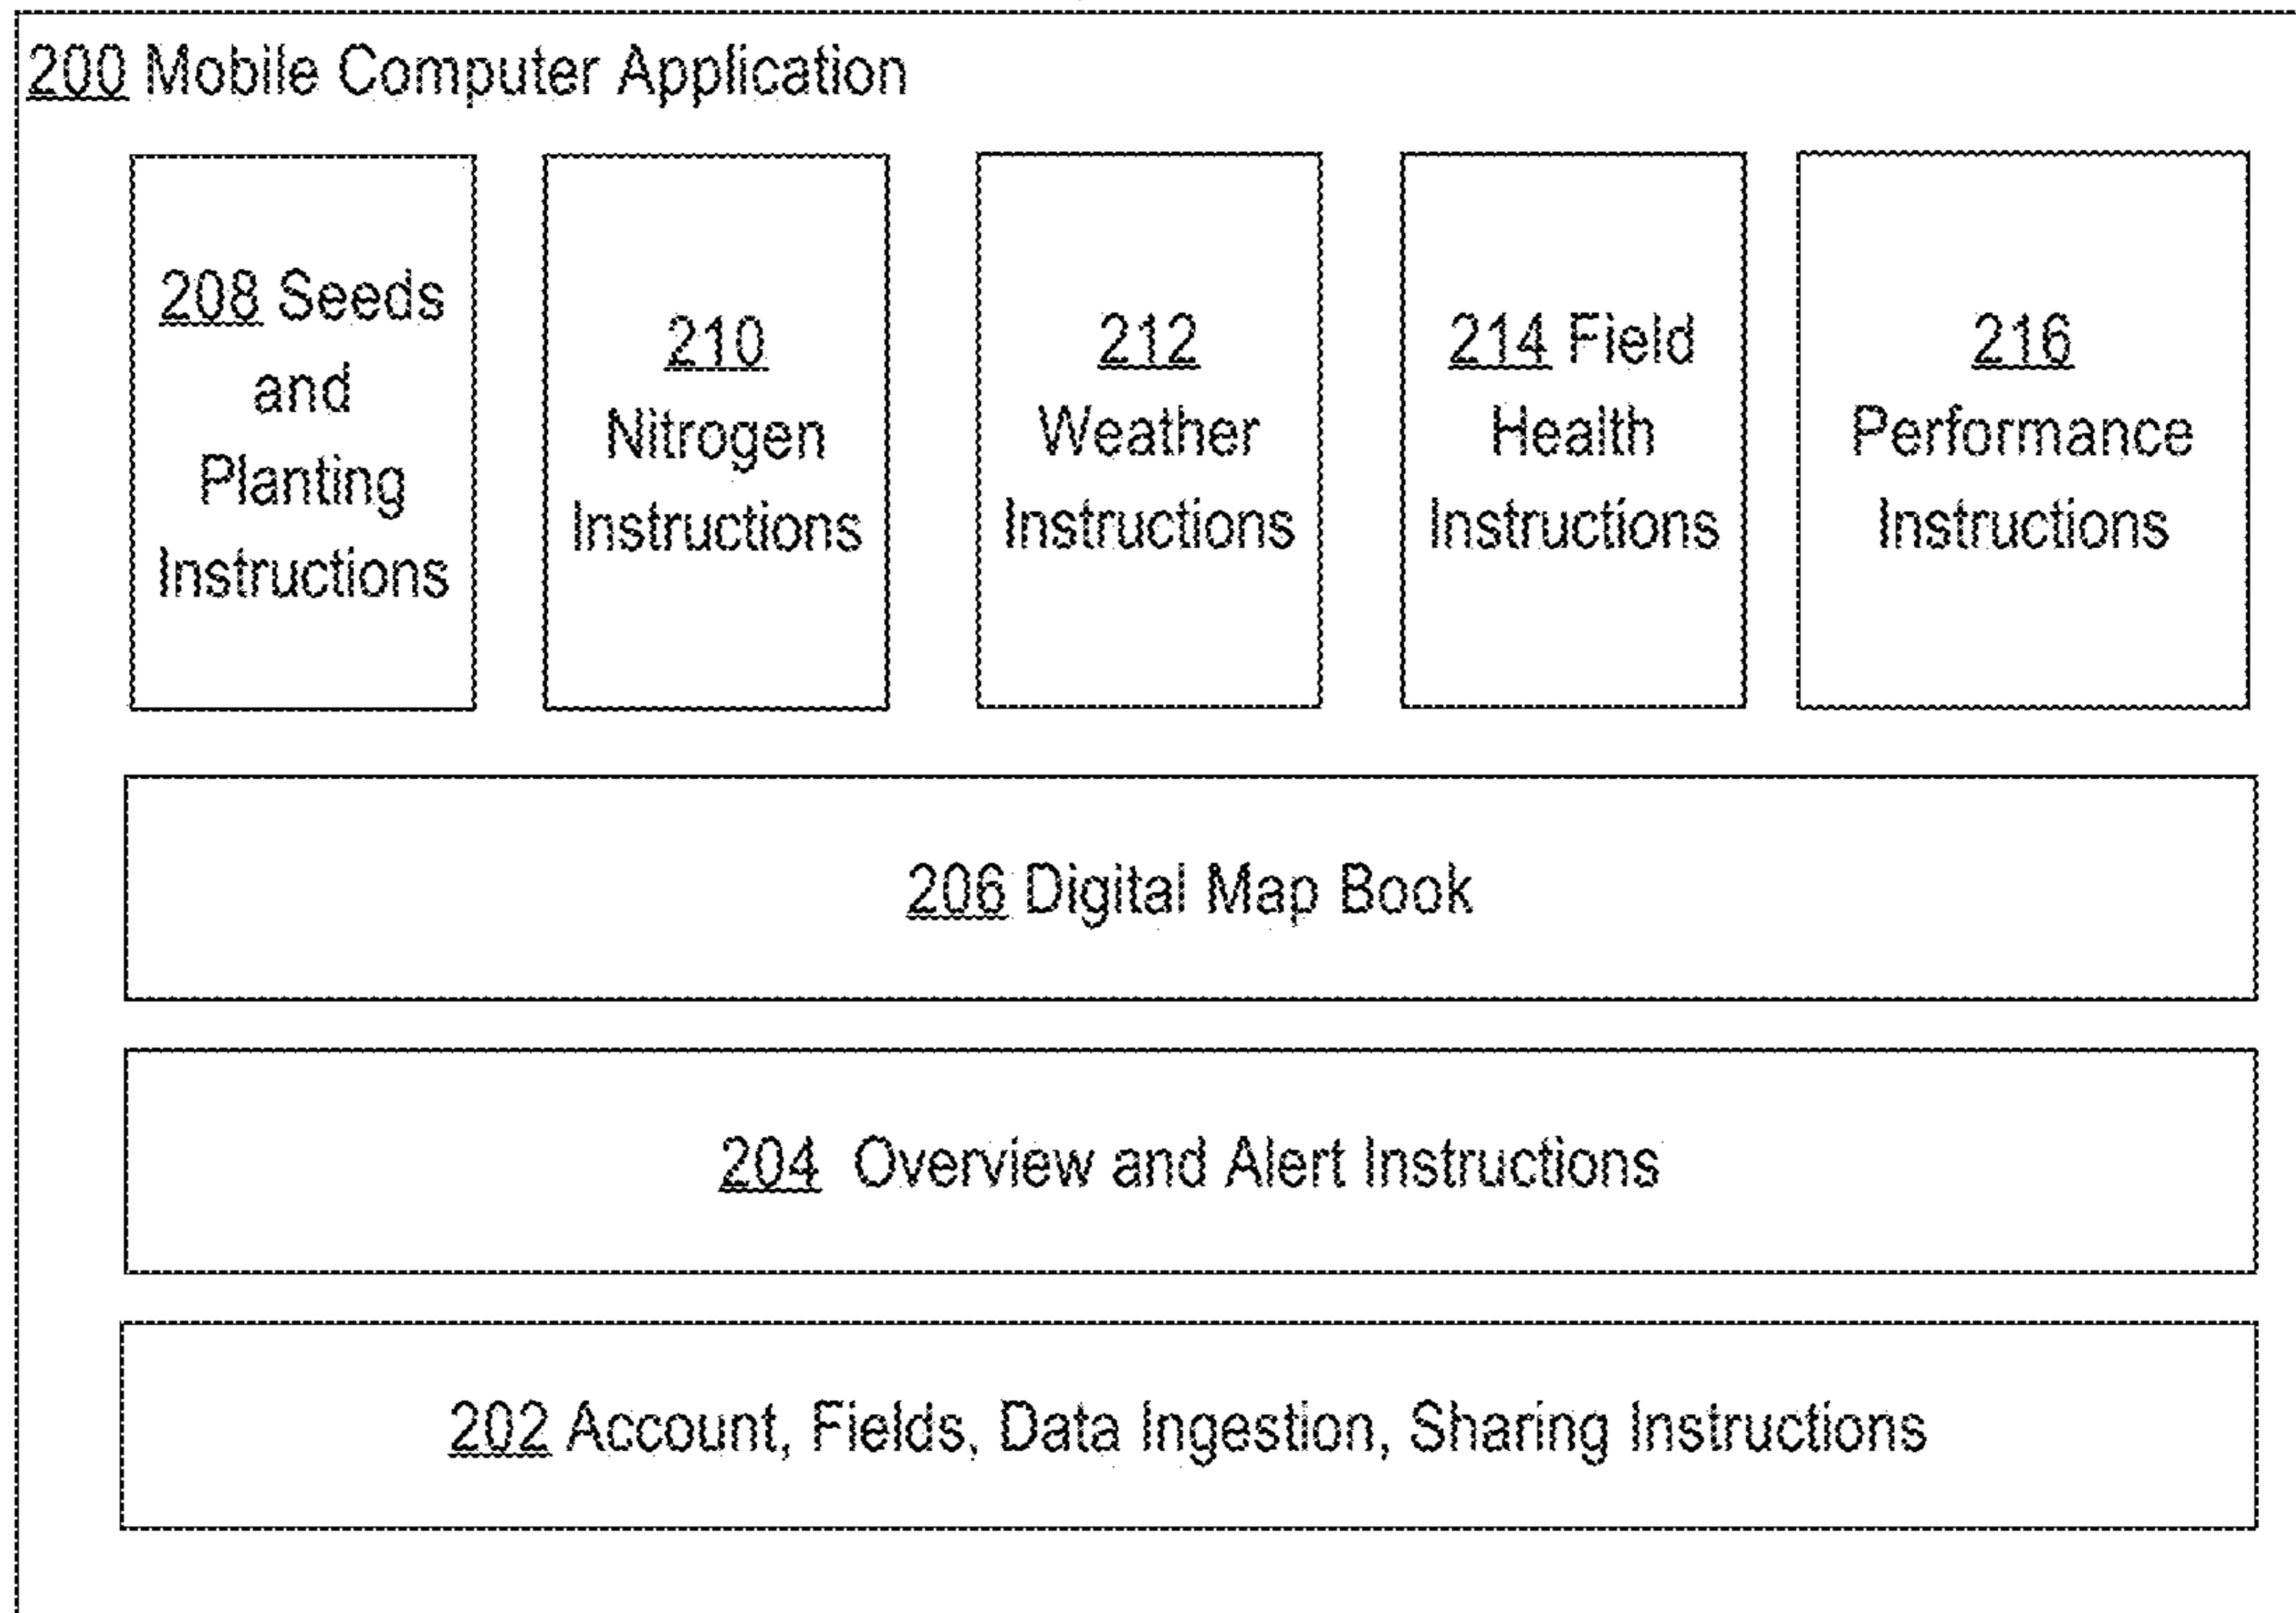 200 Mobile Computer Application
208 Seeds
and
Planting
Instructions
210
Nitrogen
Instructions
212
Weather
Instructions
214 Field
Health
Instructions
216
Performance
Instructions
206 Digital Map Book
204 Overview and Alert Instructions
202 Account, Fields, Data Ingestion, Sharing Instructions